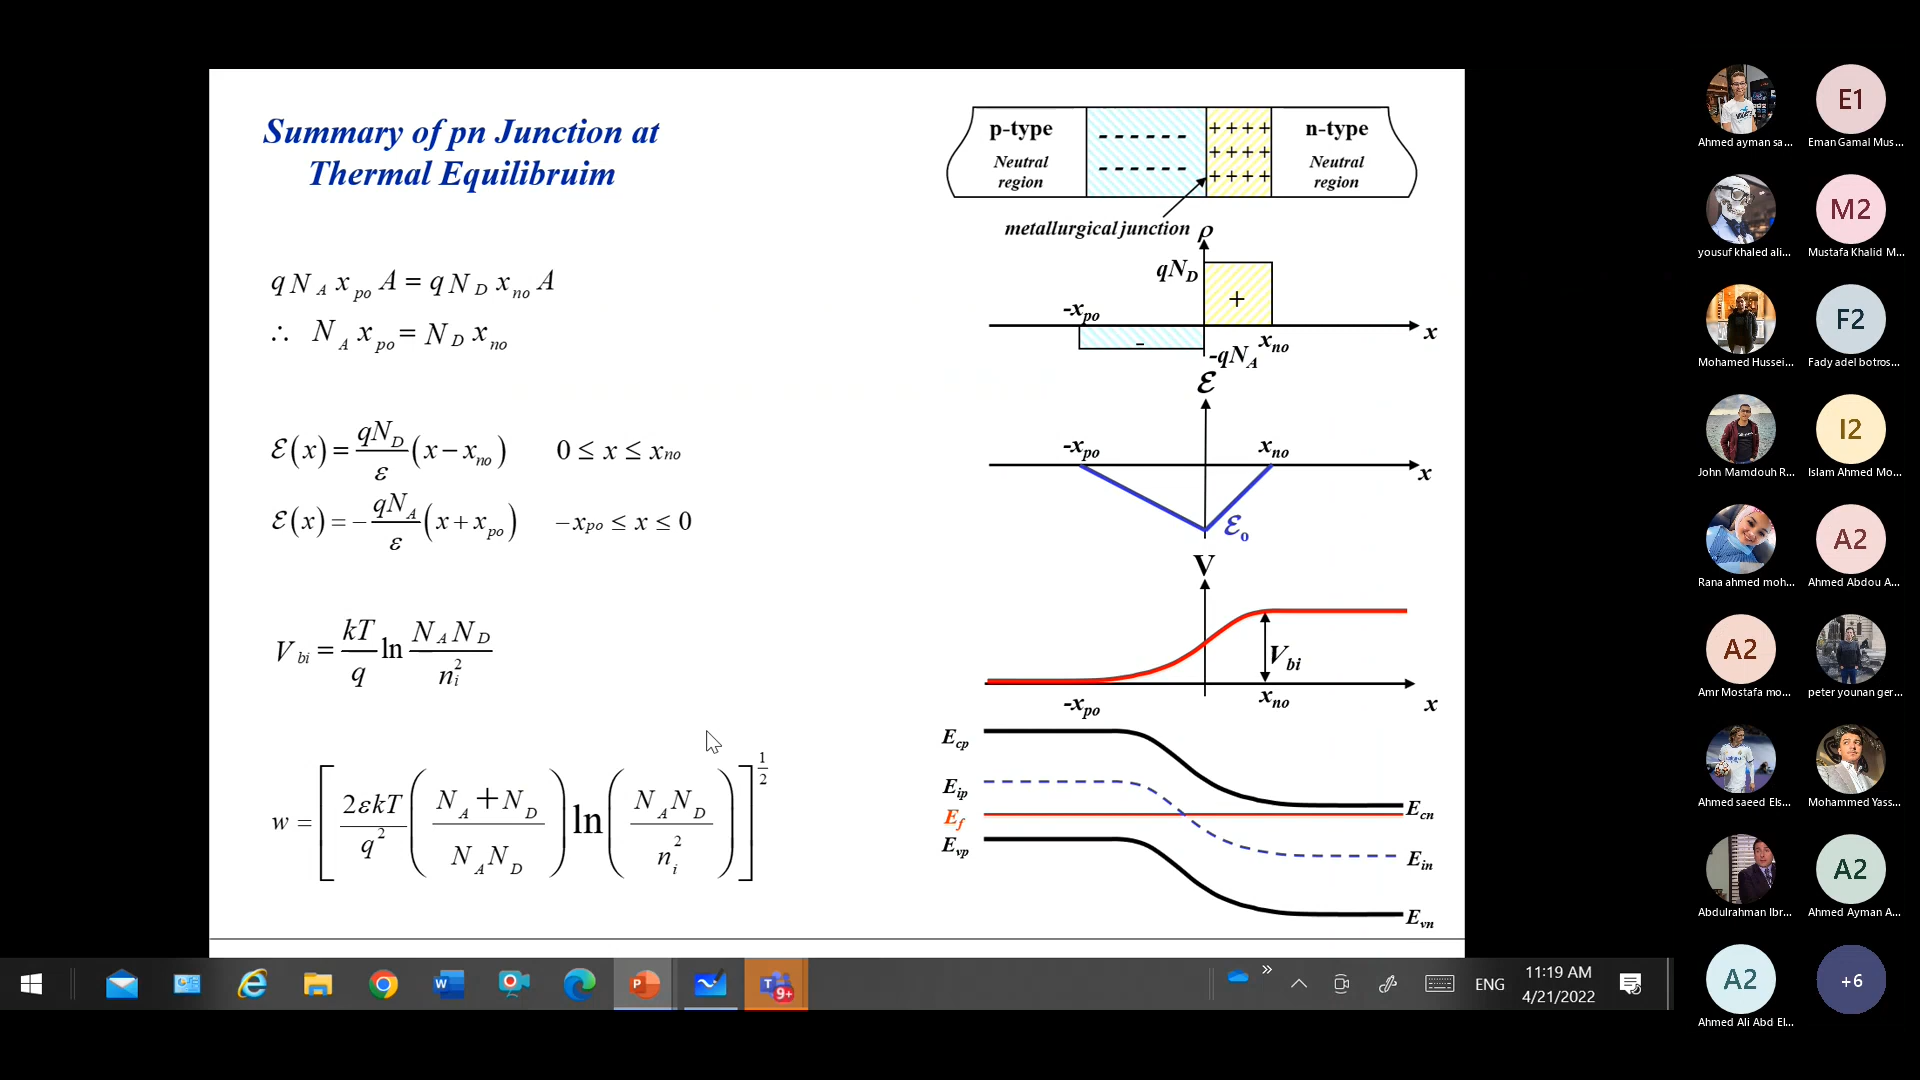 Summary of pn Junction at
Thermal Equilibruim
q N_A x_po A = q N_D x_no A
∴ N_A x_po = N_D x_no
ℰ(x) = qN_D/ε (x − x_no)   0 ≤ x ≤ x_no
ℰ(x) = − qN_A/ε (x + x_po)   −x_po ≤ x ≤ 0
V_bi = kT/q ln N_A N_D / n_i^2
w = [ 2εkT/q^2 ( N_A + N_D / N_A N_D ) ln ( N_A N_D / n_i^2 ) ]^1/2
p-type
Neutral
region
- - - - - -
- - - - - -
+ + + +
+ + + +
+ + + +
n-type
Neutral
region
metallurgical junction
ρ
qN_D
+
-x_po
-
-qN_A
x_no
x
ℰ
-x_po
x_no
x
ℰ_o
V
V_bi
-x_po
x_no
x
E_cp
E_ip
E_f
E_vp
E_cn
E_in
E_vn
Ahmed ayman sa...
E1
Eman Gamal Mus...
yousuf khaled ali...
M2
Mustafa Khalid M...
Mohamed Hussei...
F2
Fady adel botros...
John Mamdouh R...
I2
Islam Ahmed Mo...
Rana ahmed moh...
A2
Ahmed Abdou A...
A2
Amr Mostafa mo...
peter younan ger...
Ahmed saeed Els...
Mohammed Yass...
Abdulrahman Ibr...
A2
Ahmed Ayman A...
A2
Ahmed Ali Abd El...
+6
W
P
T
9+
ENG
11:19 AM
4/21/2022